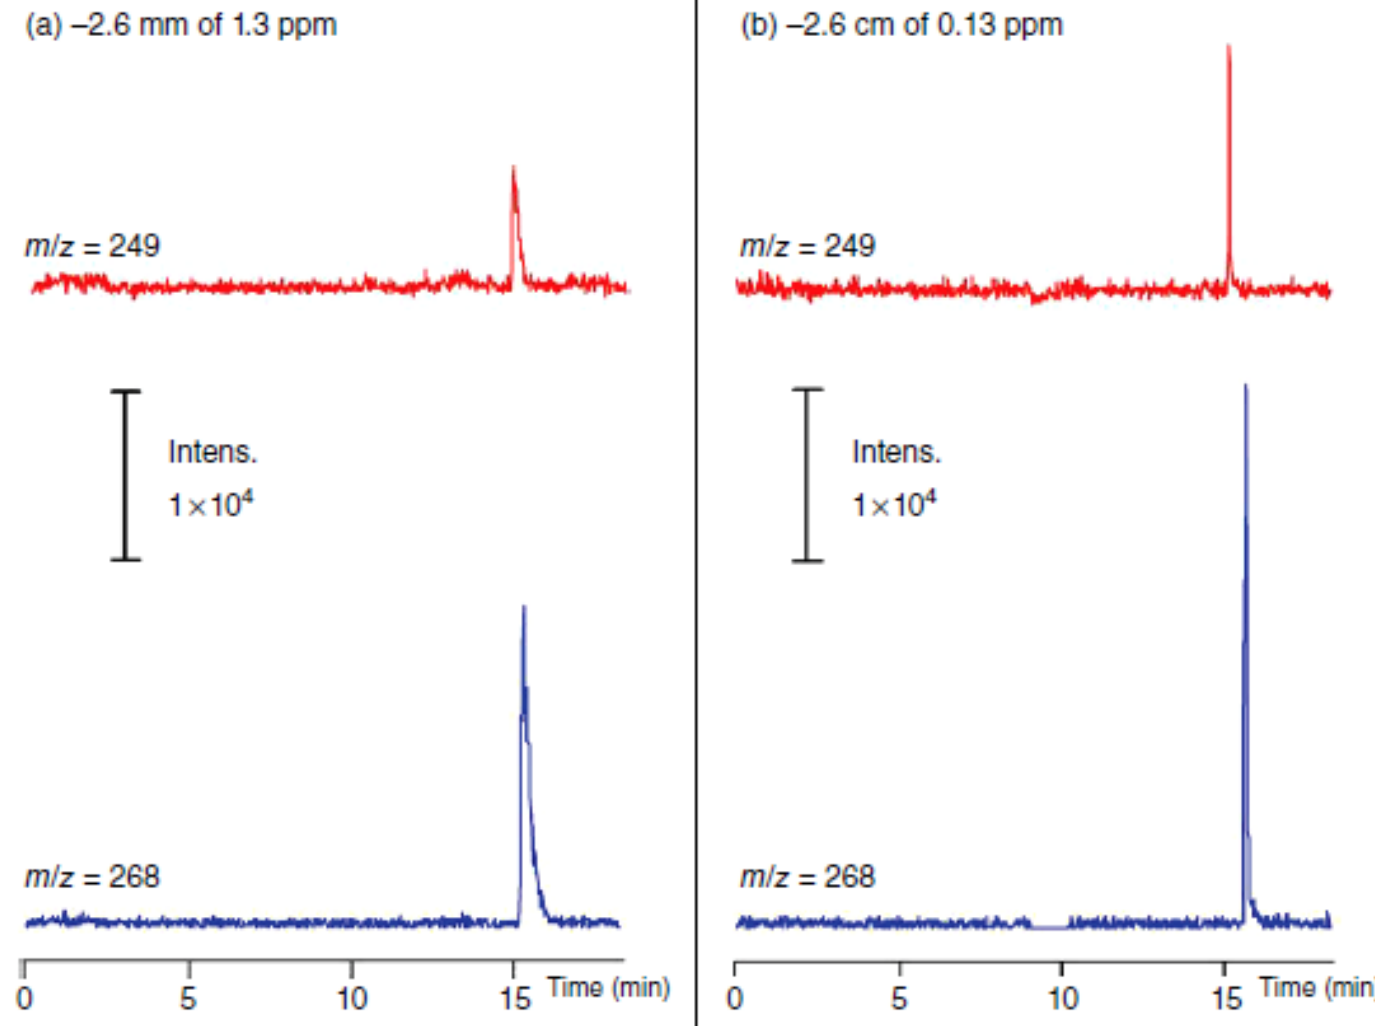 (a) –2.6 mm of 1.3 ppm
m/z = 249
Intens.
1×10⁴
m/z = 268
0 5 10 15 Time (min)
(b) –2.6 cm of 0.13 ppm
m/z = 249
Intens.
1×10⁴
m/z = 268
0 5 10 15 Time (min)